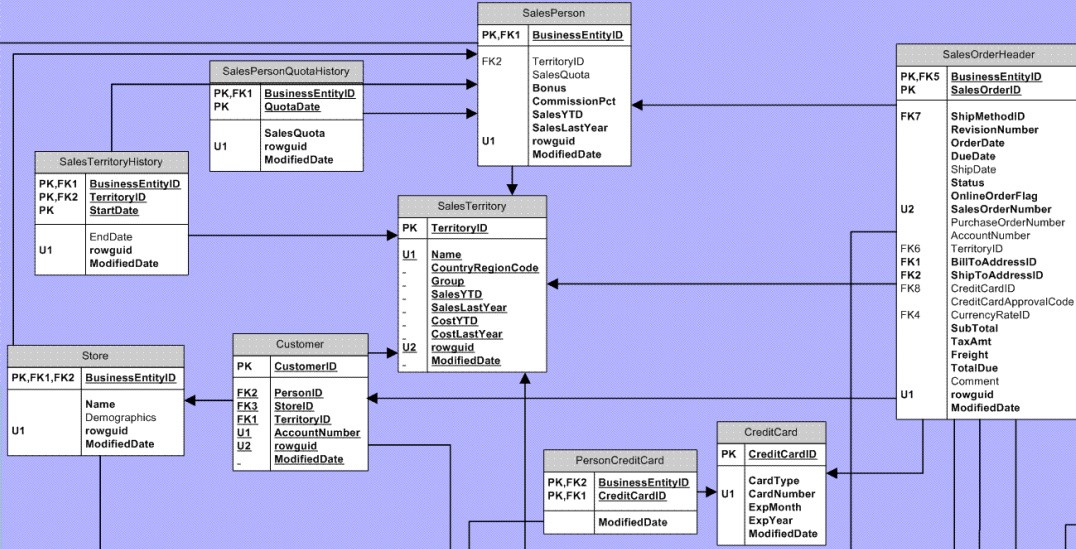 SalesPerson
PK,FK1 BusinessEntityID
FK2 TerritoryID
SalesQuota
Bonus
CommissionPct
SalesYTD
SalesLastYear
U1 rowguid
ModifiedDate
SalesOrderHeader
PK,FK5 BusinessEntityID
PK SalesOrderID
FK7 ShipMethodID
RevisionNumber
OrderDate
DueDate
ShipDate
Status
OnlineOrderFlag
U2 SalesOrderNumber
PurchaseOrderNumber
AccountNumber
FK6 TerritoryID
FK1 BillToAddressID
FK2 ShipToAddressID
FK8 CreditCardID
CreditCardApprovalCode
FK4 CurrencyRateID
SubTotal
TaxAmt
Freight
TotalDue
Comment
U1 rowguid
ModifiedDate
SalesPersonQuotaHistory
PK,FK1 BusinessEntityID
PK QuotaDate
SalesQuota
U1 rowguid
ModifiedDate
SalesTerritoryHistory
PK,FK1 BusinessEntityID
PK,FK2 TerritoryID
PK StartDate
EndDate
U1 rowguid
ModifiedDate
SalesTerritory
PK TerritoryID
U1 Name
_ CountryRegionCode
_ Group
_ SalesYTD
_ SalesLastYear
_ CostYTD
_ CostLastYear
U2 rowguid
_ ModifiedDate
Store
PK,FK1,FK2 BusinessEntityID
Name
Demographics
U1 rowguid
ModifiedDate
Customer
PK CustomerID
FK2 PersonID
FK3 StoreID
FK1 TerritoryID
U1 AccountNumber
U2 rowguid
_ ModifiedDate
PersonCreditCard
PK,FK2 BusinessEntityID
PK,FK1 CreditCardID
ModifiedDate
CreditCard
PK CreditCardID
CardType
U1 CardNumber
ExpMonth
ExpYear
ModifiedDate